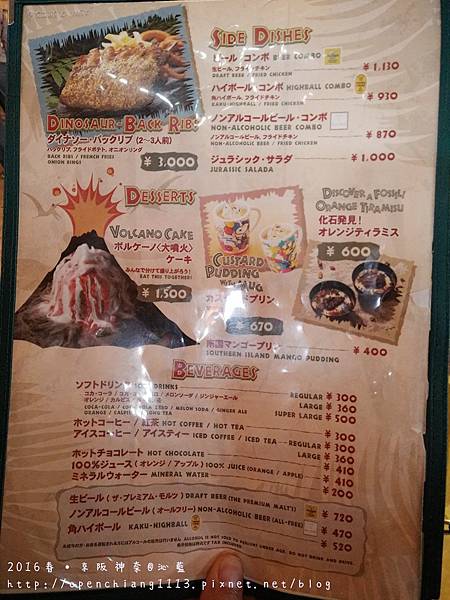 DINOSAUR-BACK RIBS
ダイナソー・バックリブ (2〜3人前)
バックリブ, フライドポテト, オニオンリング
BACK RIBS / FRENCH FRIES
ONION RINGS
¥ 3,000
SIDE DISHES
ビール/コンボ BEER COMBO
生ビール, フライドチキン
DRAFT BEER / FRIED CHICKEN
¥ 1,130
ハイボール/コンボ HIGHBALL COMBO
角ハイボール, フライドチキン
KAKU-HIGHBALL / FRIED CHICKEN
¥ 930
ノンアルコールビール・コンボ
NON-ALCOHOLIC BEER COMBO
ノンアルコールビール, フライドチキン
NON-ALCOHOLIC BEER / FRIED CHICKEN
¥ 870
ジュラシック・サラダ
JURASSIC SALADA
¥ 1,000
DESSERTS
VOLCANO CAKE
ボルケーノ〈大噴火〉
ケーキ
みんなで分けて盛り上がろう!
EAT THIS TOGETHER!
¥ 1,500
CUSTARD
PUDDING
WITH MUG
¥ 670
DISCOVER A FOSSIL!
ORANGE TIRAMISU
化石発見!
オレンジティラミス
¥ 600
南国マンゴープリン
SOUTHERN ISLAND MANGO PUDDING
¥ 400
BEVERAGES
ソフトドリンク SOFT DRINKS
REGULAR ¥ 300
LARGE ¥ 360
SUPER LARGE ¥ 500
ホットコーヒー / 紅茶 HOT COFFEE / HOT TEA
¥ 300
アイスコーヒー / アイスティー ICED COFFEE / ICED TEA
REGULAR ¥ 300
LARGE ¥ 360
ホットチョコレート HOT CHOCOLATE
¥ 410
100%ジュース (オレンジ / アップル) 100% JUICE (ORANGE / APPLE)
¥ 410
ミネラルウォーター MINERAL WATER
¥ 200
生ビール (ザ・プレミアム・モルツ) DRAFT BEER (THE PREMIUM MALT'S)
¥ 720
ノンアルコールビール (オールフリー) NON-ALCOHOLIC BEER (ALL-FREE)
¥ 470
角ハイボール KAKU-HIGHBALL
¥ 520
2016春•京阪神奈@沁藍
http://openchiang1113.pixnet.net/blog